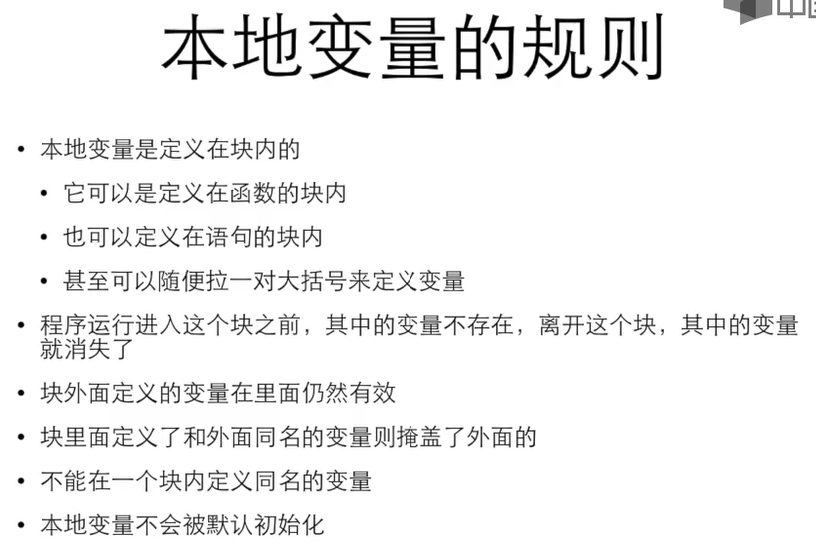 本地变量的规则
• 本地变量是定义在块内的
• 它可以是定义在函数的块内
• 也可以定义在语句的块内
• 甚至可以随便拉一对大括号来定义变量
• 程序运行进入这个块之前，其中的变量不存在，离开这个块，其中的变量
就消失了
• 块外面定义的变量在里面仍然有效
• 块里面定义了和外面同名的变量则掩盖了外面的
• 不能在一个块内定义同名的变量
• 本地变量不会被默认初始化